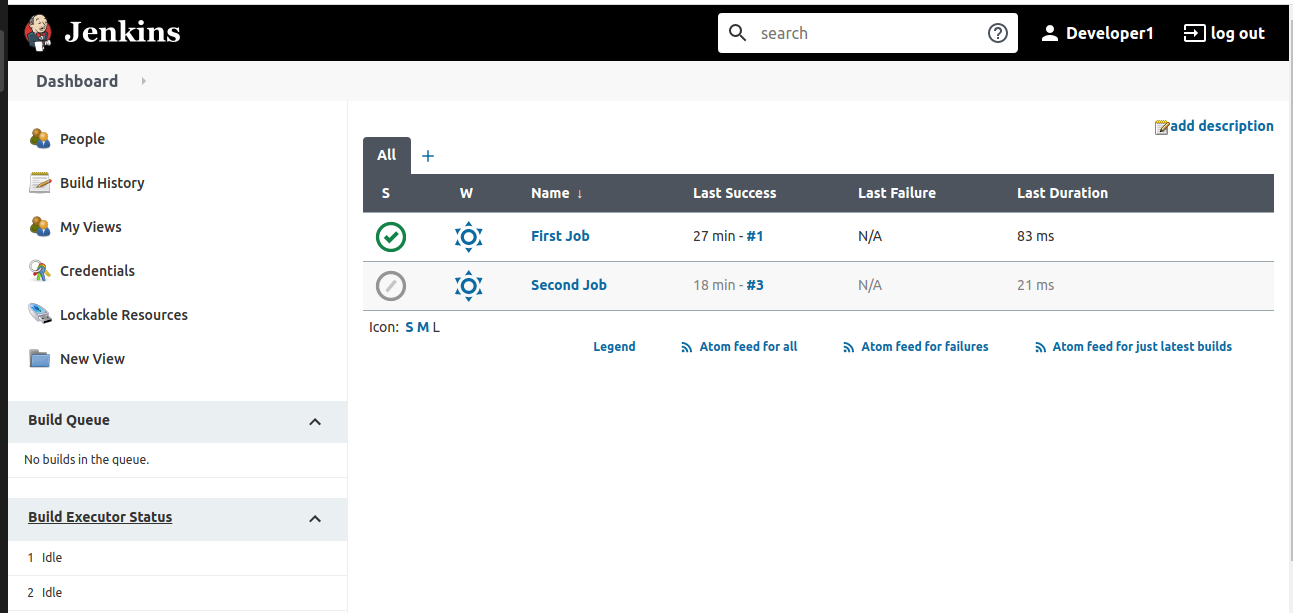 Jenkins
search
Developer1
log out
Dashboard
People
Build History
My Views
Credentials
Lockable Resources
New View
Build Queue
No builds in the queue.
Build Executor Status
1 Idle
2 Idle
add description
All +
S W Name ↓ Last Success Last Failure Last Duration
First Job 27 min - #1 N/A 83 ms
Second Job 18 min - #3 N/A 21 ms
Icon: S M L
Legend Atom feed for all Atom feed for failures Atom feed for just latest builds